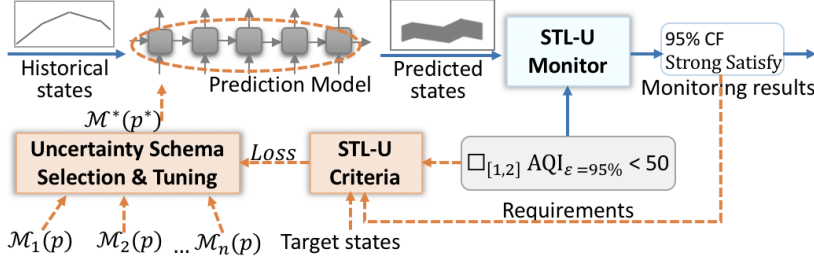 Historical
states
Prediction Model
Predicted
states
STL-U
Monitor
95% CF
Strong Satisfy
Monitoring results
ℳ*(p*)
Uncertainty Schema
Selection & Tuning
Loss
STL-U
Criteria
□[1,2] AQIε=95% < 50
Requirements
ℳ1(p)
ℳ2(p)
... ℳn(p)
Target states